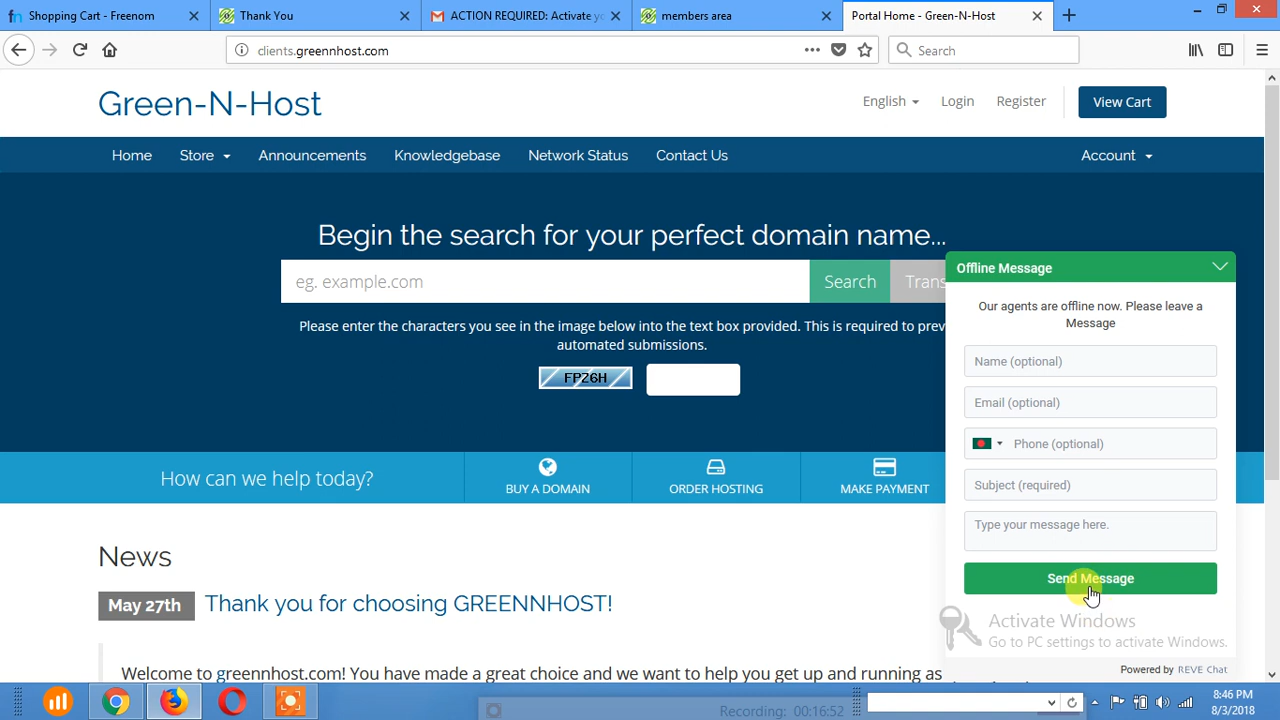 Shopping Cart - Freenom
Thank You
ACTION REQUIRED: Activate yo
members area
Portal Home - Green-N-Host
clients.greennhost.com
Search
Green-N-Host
English
Login
Register
View Cart
Home
Store
Announcements
Knowledgebase
Network Status
Contact Us
Account
Begin the search for your perfect domain name...
eg. example.com
Search
Trans
Please enter the characters you see in the image below into the text box provided. This is required to prev
automated submissions.
FPZ6H
How can we help today?
BUY A DOMAIN
ORDER HOSTING
MAKE PAYMENT
News
May 27th
Thank you for choosing GREENNHOST!
Welcome to greennhost.com! You have made a great choice and we want to help you get up and running as
Offline Message
Our agents are offline now. Please leave a
Message
Name (optional)
Email (optional)
Phone (optional)
Subject (required)
Type your message here.
Send Message
Activate Windows
Go to PC settings to activate Windows.
Powered by REVE Chat
Recording: 00:16:52
8:46 PM
8/3/2018